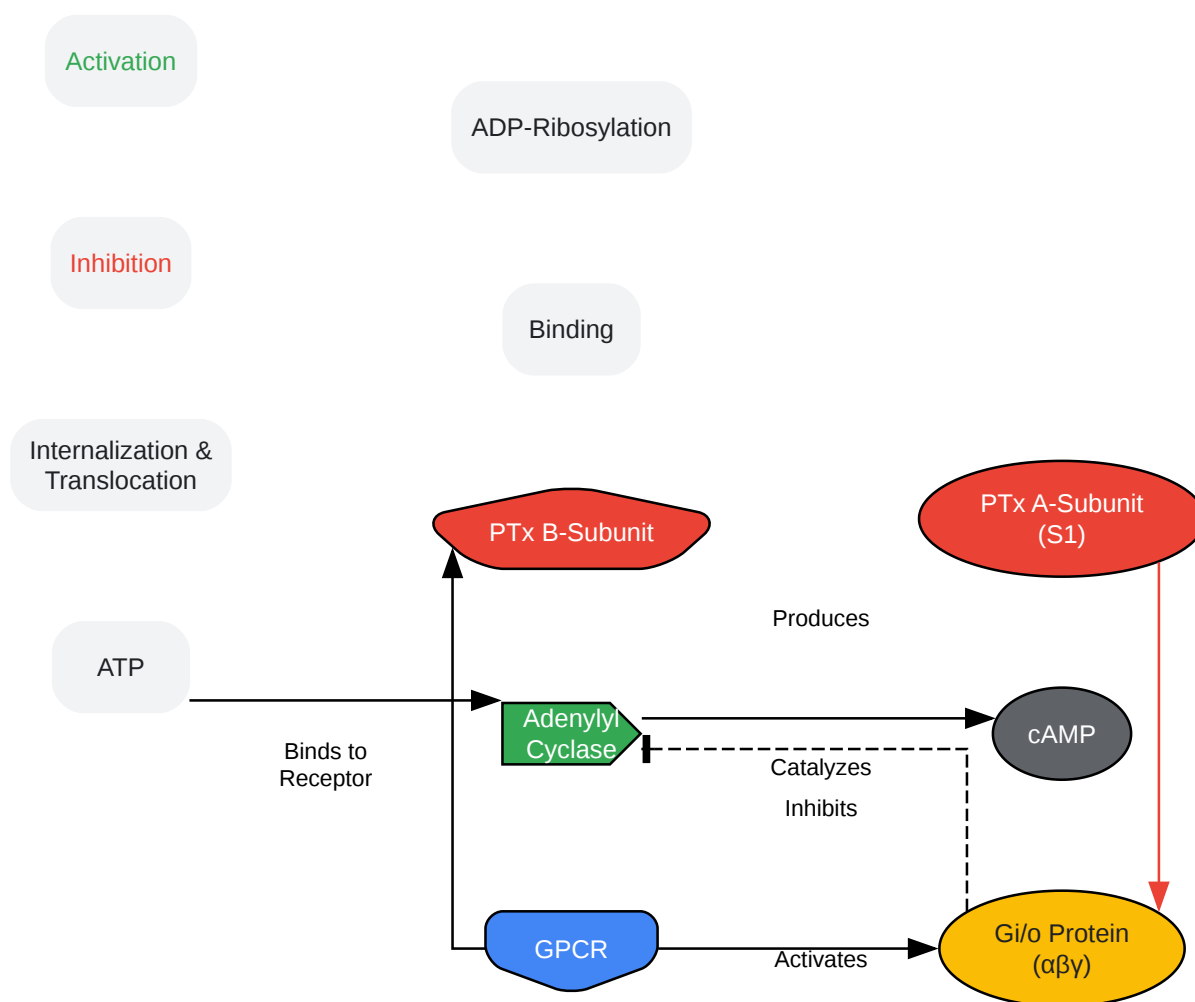 Activation
ADP-Ribosylation
Inhibition
Binding
Internalization &
Translocation
PTx B-Subunit
PTx A-Subunit
(S1)
Produces
ATP
Adenylyl
Cyclase
cAMP
Binds to
Receptor
Catalyzes
Inhibits
GPCR
Activates
Gi/o Protein
(αβγ)